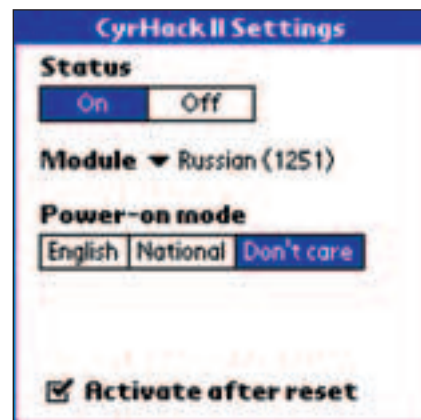 CyrHack II Settings
Status
On Off
Module Russian (1251)
Power-on mode
English National Don't care
Activate after reset